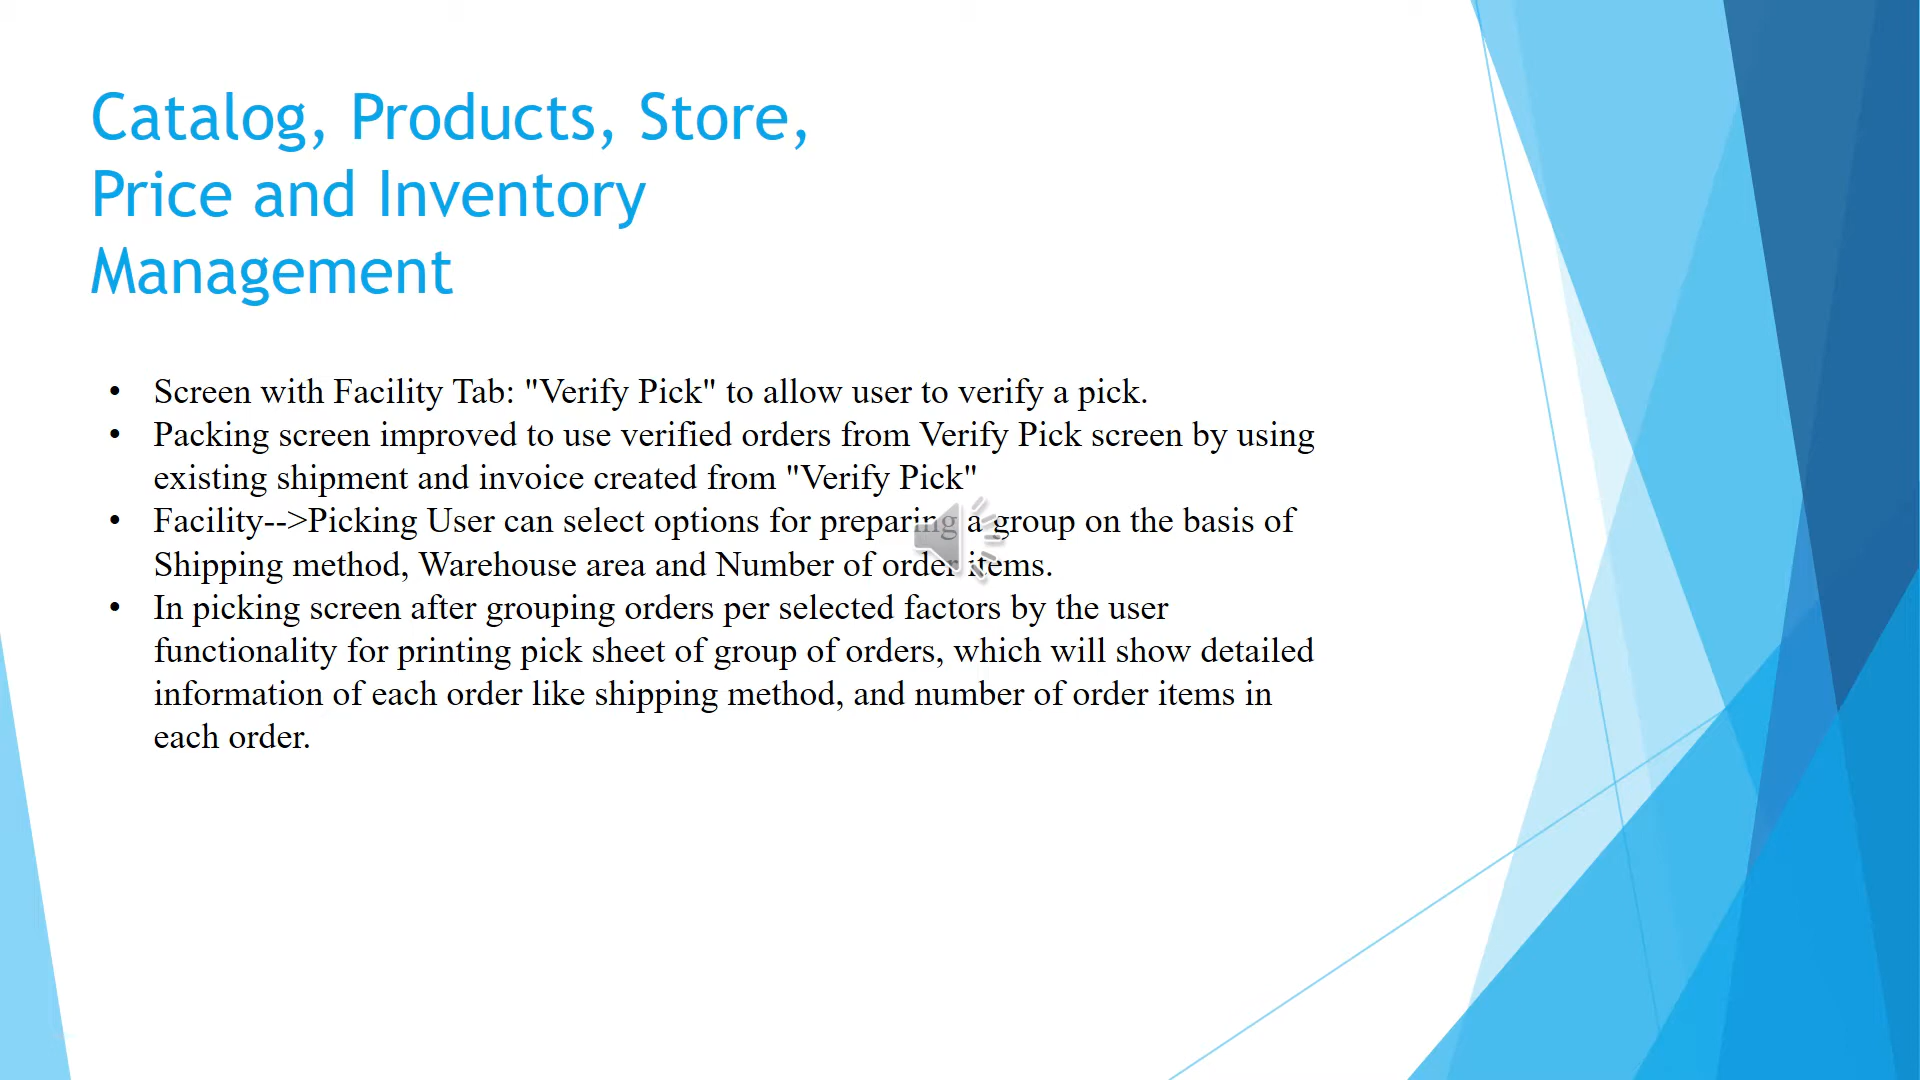 Catalog, Products, Store,
Price and Inventory
Management
• Screen with Facility Tab: "Verify Pick" to allow user to verify a pick.
• Packing screen improved to use verified orders from Verify Pick screen by using
existing shipment and invoice created from "Verify Pick"
• Facility-->Picking User can select options for preparing a group on the basis of
Shipping method, Warehouse area and Number of order items.
• In picking screen after grouping orders per selected factors by the user
functionality for printing pick sheet of group of orders, which will show detailed
information of each order like shipping method, and number of order items in
each order.